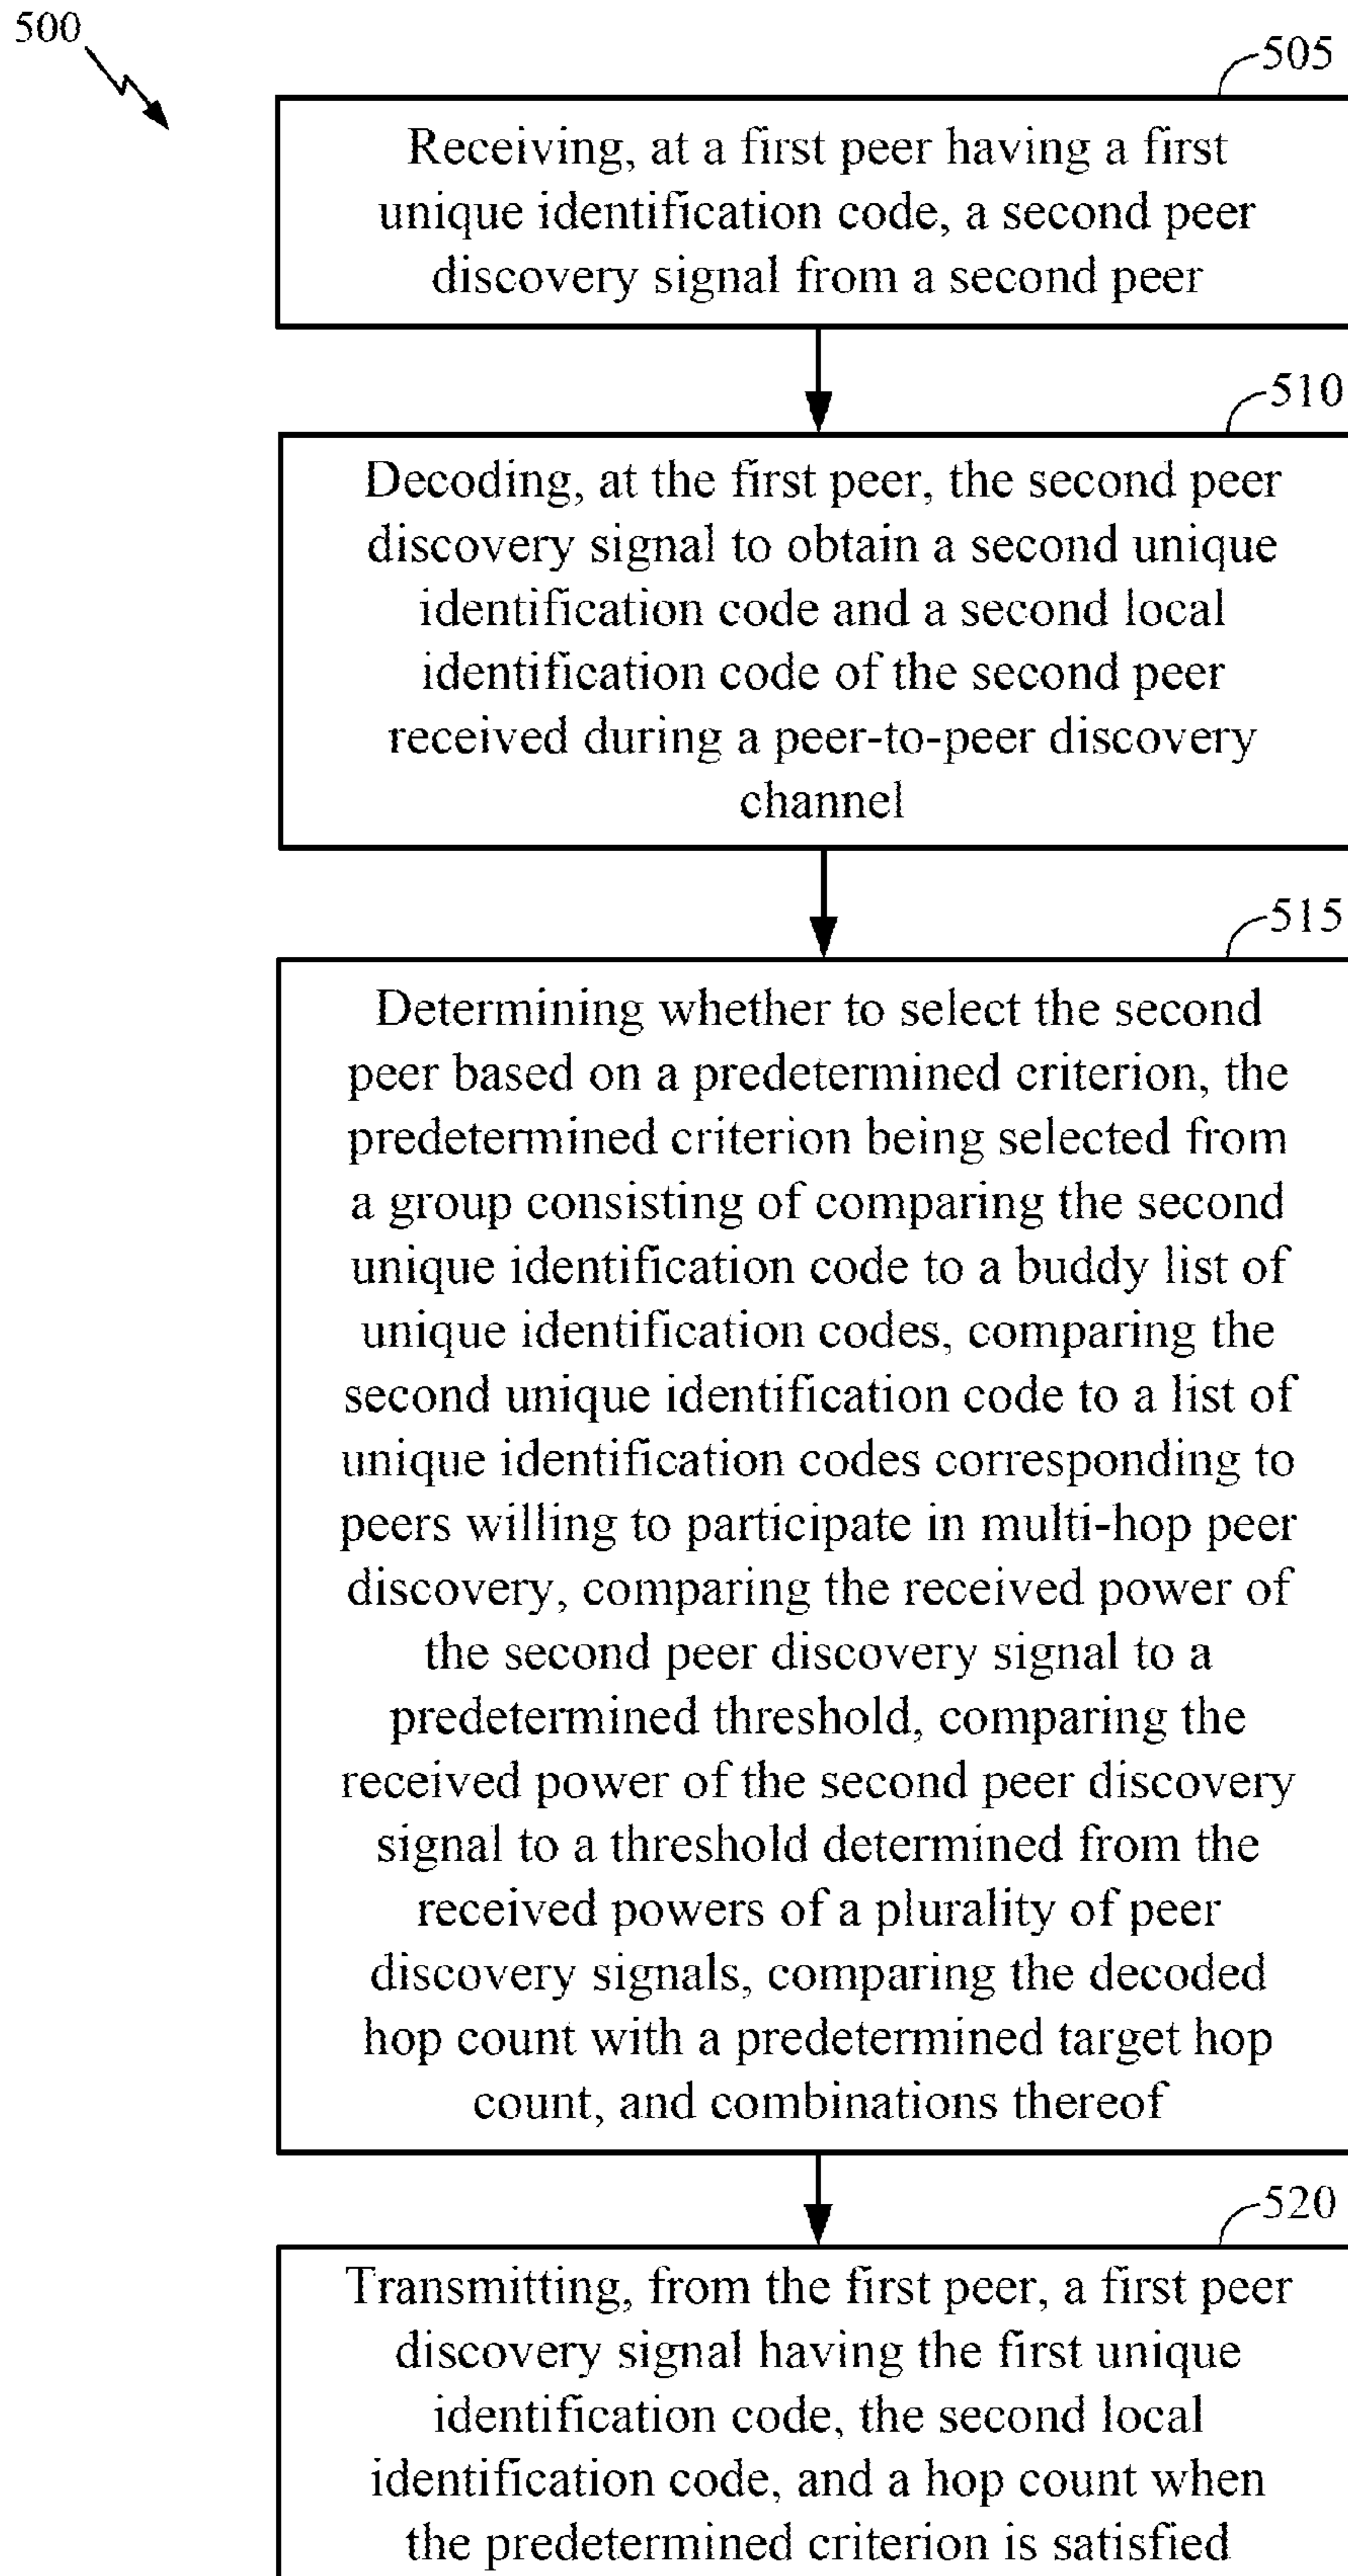 500
505
Receiving, at a first peer having a first
unique identification code, a second peer
discovery signal from a second peer
510
Decoding, at the first peer, the second peer
discovery signal to obtain a second unique
identification code and a second local
identification code of the second peer
received during a peer-to-peer discovery
channel
515
Determining whether to select the second
peer based on a predetermined criterion, the
predetermined criterion being selected from
a group consisting of comparing the second
unique identification code to a buddy list of
unique identification codes, comparing the
second unique identification code to a list of
unique identification codes corresponding to
peers willing to participate in multi-hop peer
discovery, comparing the received power of
the second peer discovery signal to a
predetermined threshold, comparing the
received power of the second peer discovery
signal to a threshold determined from the
received powers of a plurality of peer
discovery signals, comparing the decoded
hop count with a predetermined target hop
count, and combinations thereof
520
Transmitting, from the first peer, a first peer
discovery signal having the first unique
identification code, the second local
identification code, and a hop count when
the predetermined criterion is satisfied